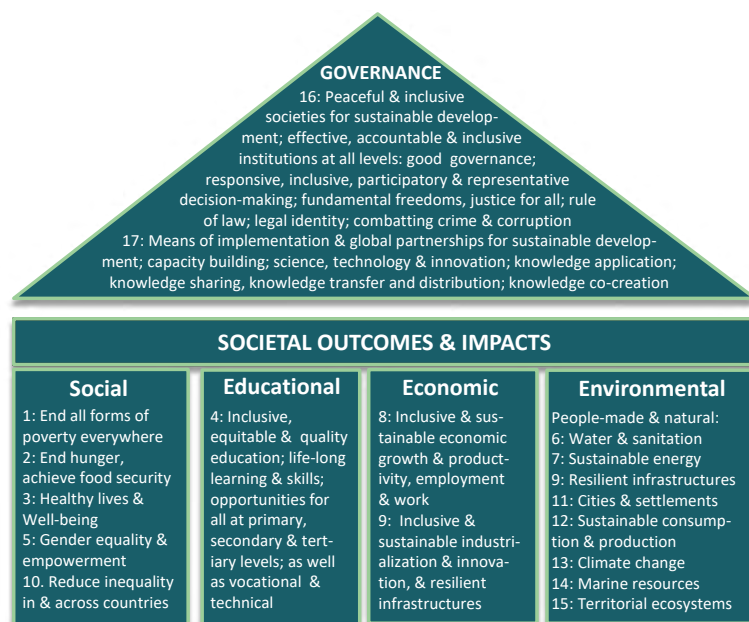 GOVERNANCE
16: Peaceful & inclusive
societies for sustainable develop-
ment; effective, accountable & inclusive
institutions at all levels: good governance;
responsive, inclusive, participatory & representative
decision-making; fundamental freedoms, justice for all; rule
of law; legal identity; combatting crime & corruption
17: Means of implementation & global partnerships for sustainable develop-
ment; capacity building; science, technology & innovation; knowledge application;
knowledge sharing, knowledge transfer and distribution; knowledge co-creation
SOCIETAL OUTCOMES & IMPACTS
Social
1: End all forms of
poverty everywhere
2: End hunger,
achieve food security
3: Healthy lives &
Well-being
5: Gender equality &
empowerment
10. Reduce inequality
in & across countries
Educational
4: Inclusive,
equitable & quality
education; life-long
learning & skills;
opportunities for
all at primary,
secondary & tert-
iary levels; as well
as vocational &
technical
Economic
8: Inclusive & sus-
tainable economic
growth & product-
ivity, employment
& work
9: Inclusive &
sustainable industri-
alization & innova-
tion, & resilient
infrastructures
Environmental
People-made & natural:
6: Water & sanitation
7: Sustainable energy
9: Resilient infrastructures
11: Cities & settlements
12: Sustainable consump-
tion & production
13: Climate change
14: Marine resources
15: Territorial ecosystems